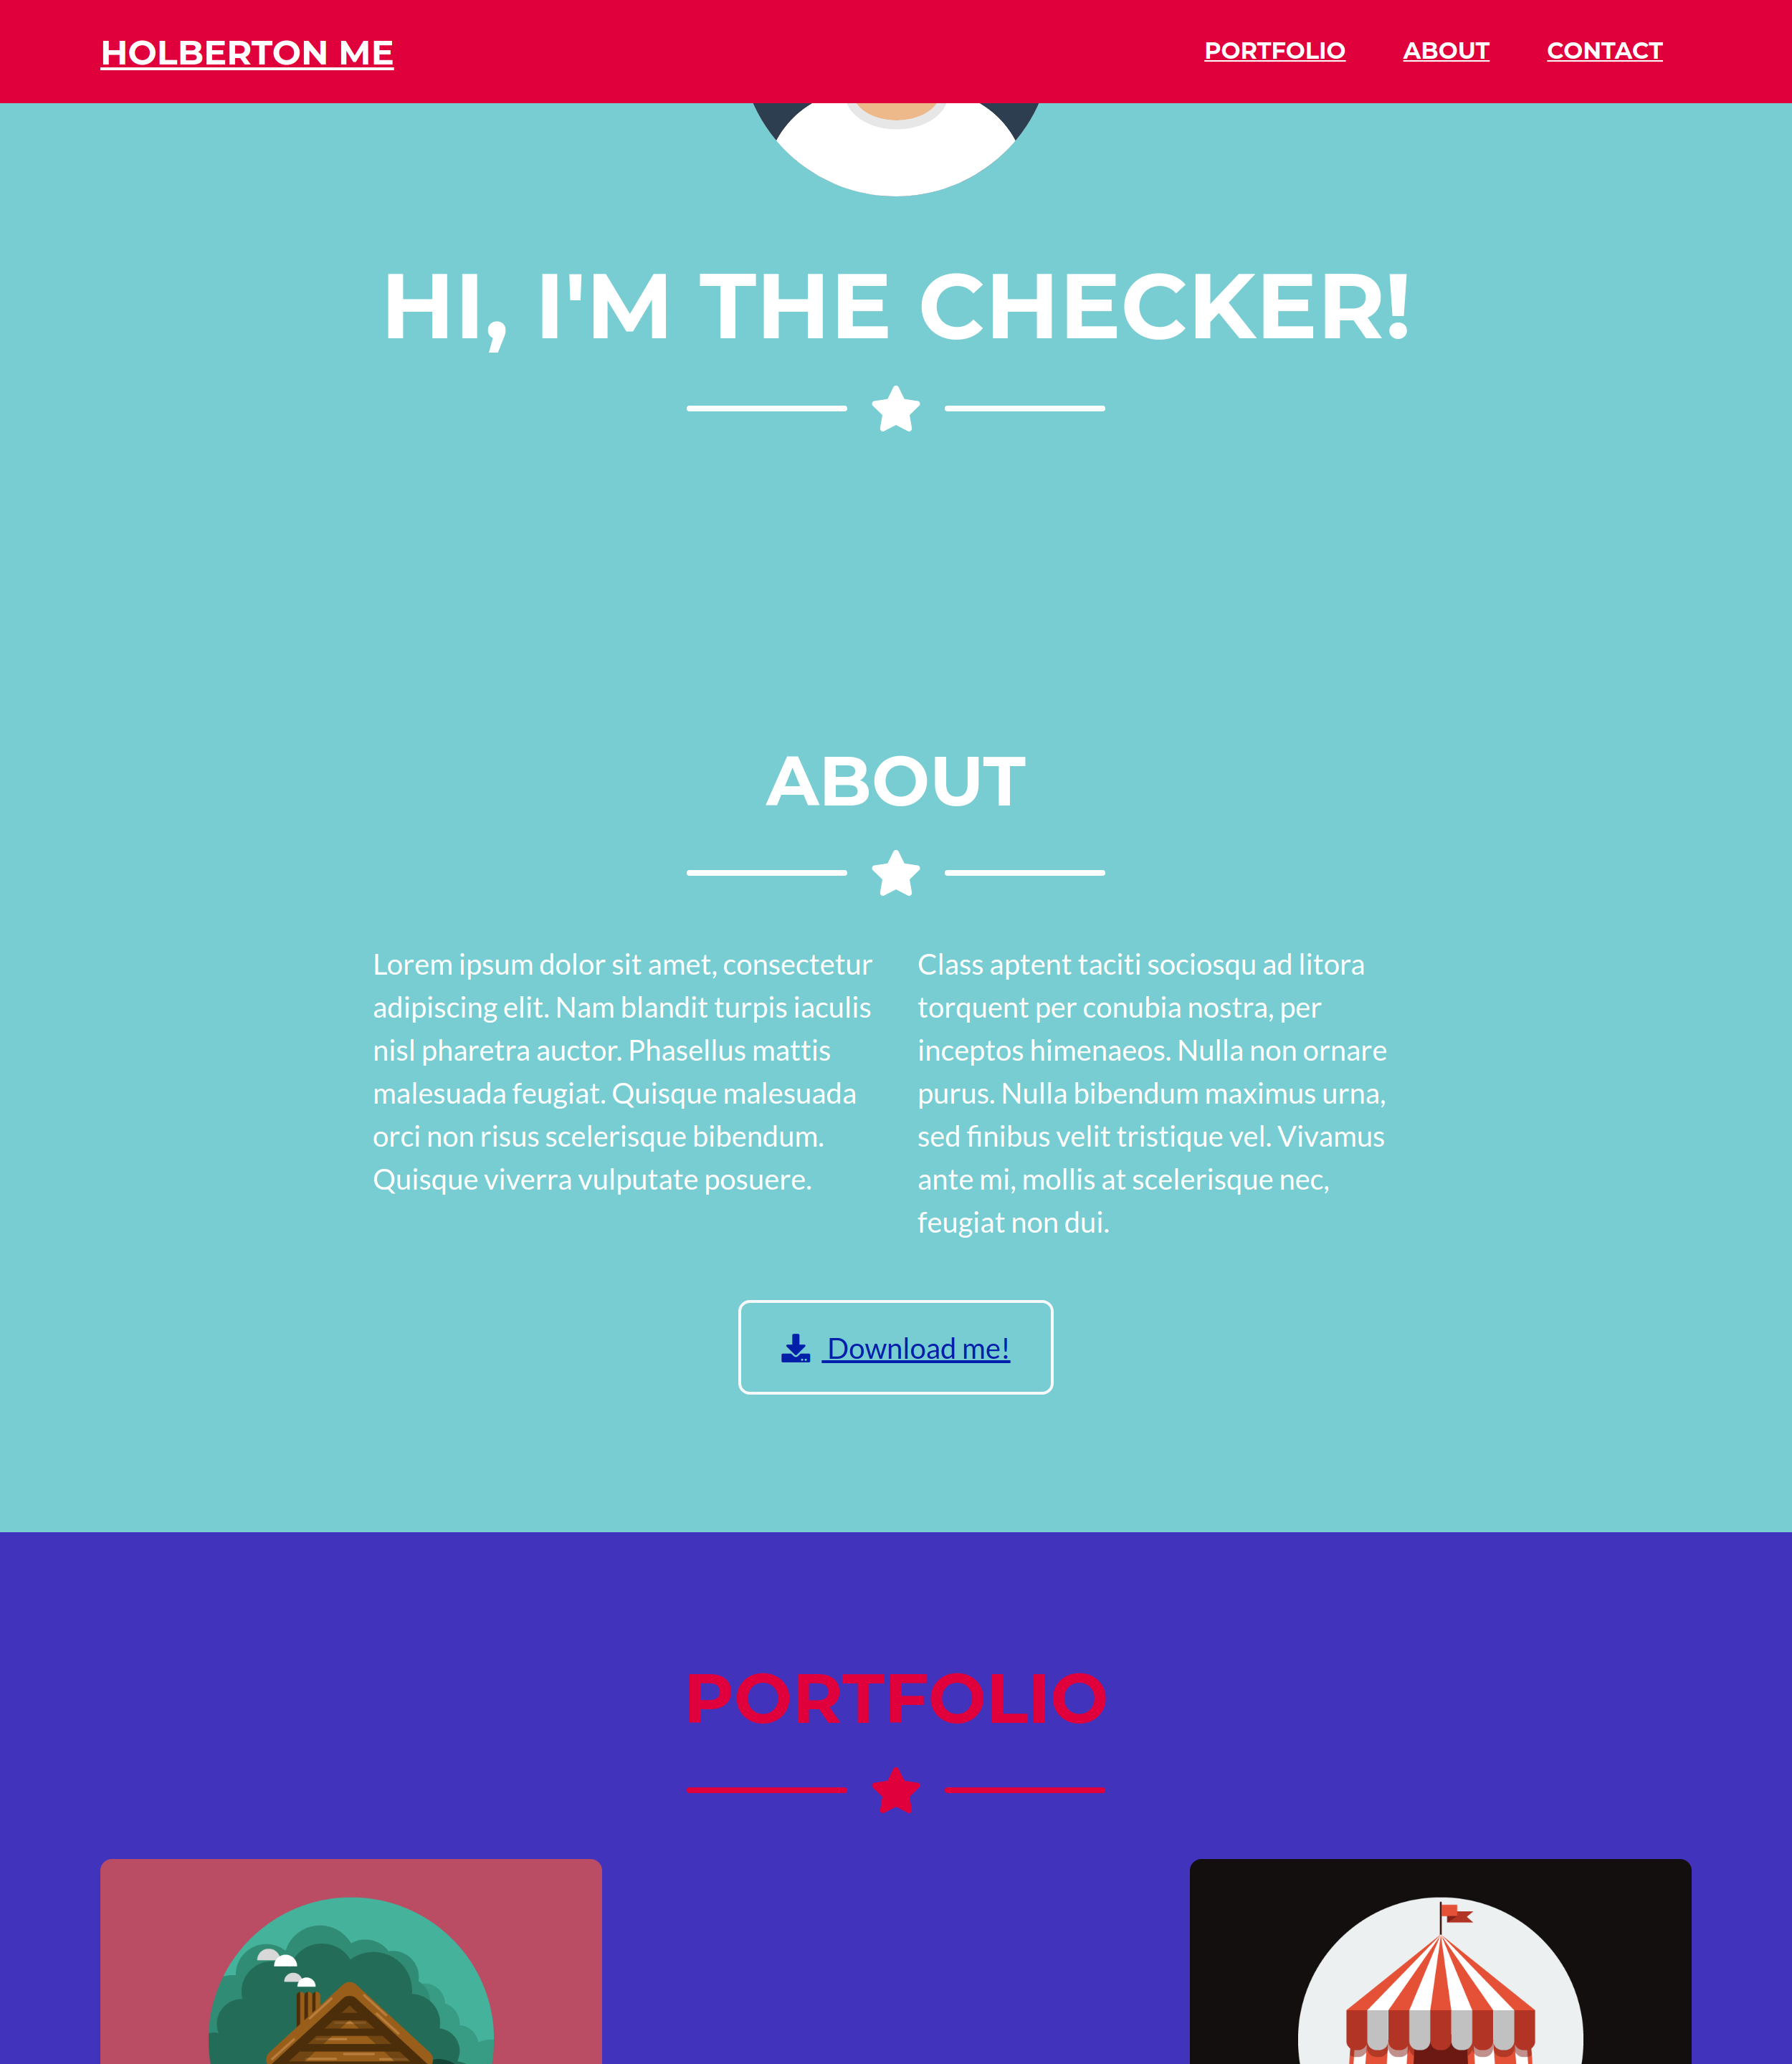 HOLBERTON ME
PORTFOLIO ABOUT CONTACT
HI, I'M THE CHECKER!
ABOUT
Lorem ipsum dolor sit amet, consectetur
adipiscing elit. Nam blandit turpis iaculis
nisl pharetra auctor. Phasellus mattis
malesuada feugiat. Quisque malesuada
orci non risus scelerisque bibendum.
Quisque viverra vulputate posuere.
Class aptent taciti sociosqu ad litora
torquent per conubia nostra, per
inceptos himenaeos. Nulla non ornare
purus. Nulla bibendum maximus urna,
sed finibus velit tristique vel. Vivamus
ante mi, mollis at scelerisque nec,
feugiat non dui.
Download me!
PORTFOLIO